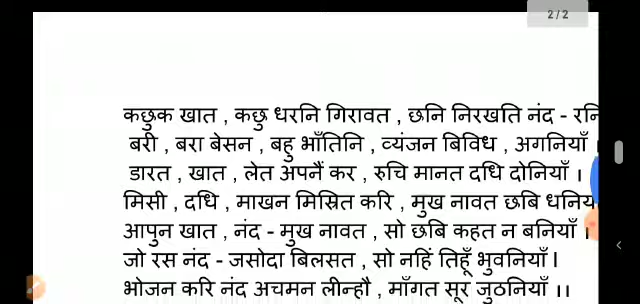 2/2
कछुक खात , कछु धरनि गिरावत , छनि निरखति नंद -
बरी , बरा बेसन , बहु भाँतिनि , व्यंजन बिविध , अगनियाँ ।
डारत , खात , लेत अपनैं कर , रुचि मानत दधि दोनियाँ ।
मिसी , दधि , माखन मिस्रित करि , मुख नावत छबि
आपुन खात , नंद - मुख नावत , सो छबि कहत न बनियाँ ।
जो रस नंद - जसोदा बिलसत , सो नहिं तिहूँ भुवनियाँ ।
भोजन करि नंद अचमन लीन्हौ , माँगत सूर जुठनियाँ ।।